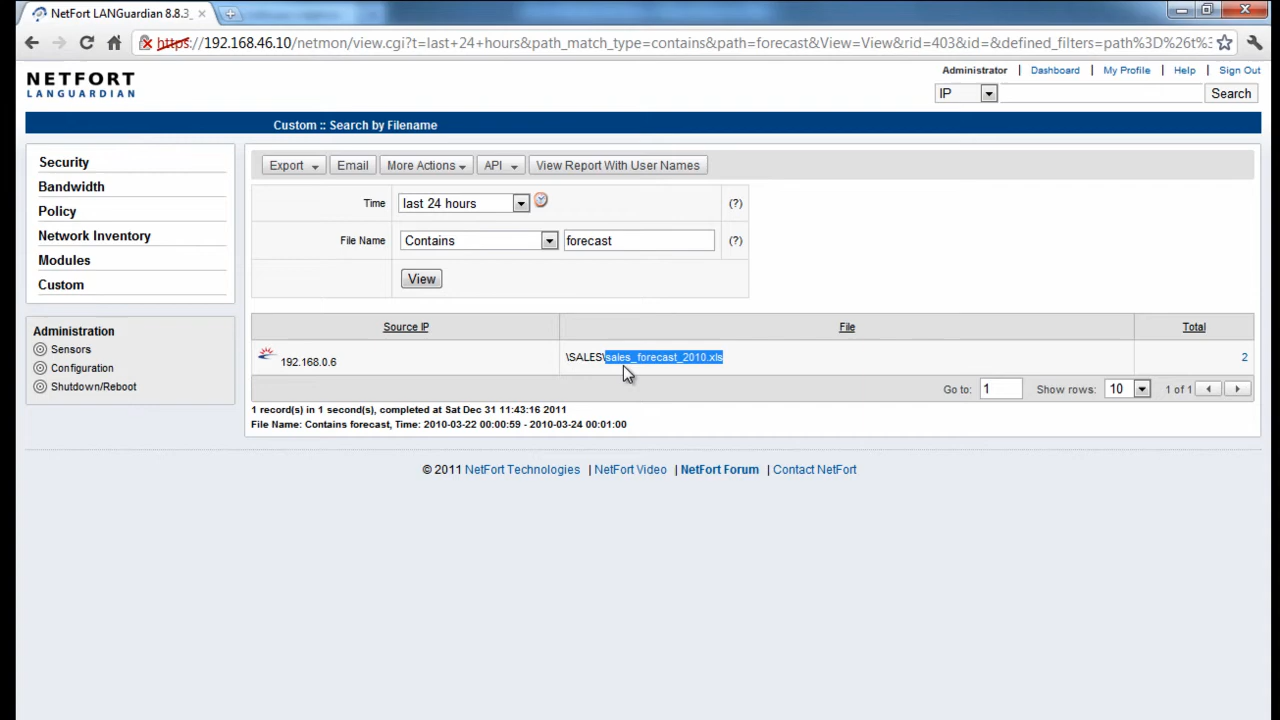 NetFort LANGuardian 8.8.3
https://192.168.46.10/netmon/view.cgi?t=last+24+hours&path_match_type=contains&path=forecast&View=View&rid=403&id=&defined_filters=path%3D%26t%3
NETFORT
LANGUARDIAN
Administrator | Dashboard | My Profile | Help | Sign Out
IP Search
Custom :: Search by Filename
Security
Bandwidth
Policy
Network Inventory
Modules
Custom
Administration
Sensors
Configuration
Shutdown/Reboot
Export Email More Actions API View Report With User Names
Time last 24 hours (?)
File Name Contains forecast (?)
View
Source IP File Total
192.168.0.6 \SALES\sales_forecast_2010.xls 2
Go to: 1 Show rows: 10 1 of 1
1 record(s) in 1 second(s), completed at Sat Dec 31 11:43:16 2011
File Name: Contains forecast, Time: 2010-03-22 00:00:59 - 2010-03-24 00:01:00
© 2011 NetFort Technologies | NetFort Video | NetFort Forum | Contact NetFort